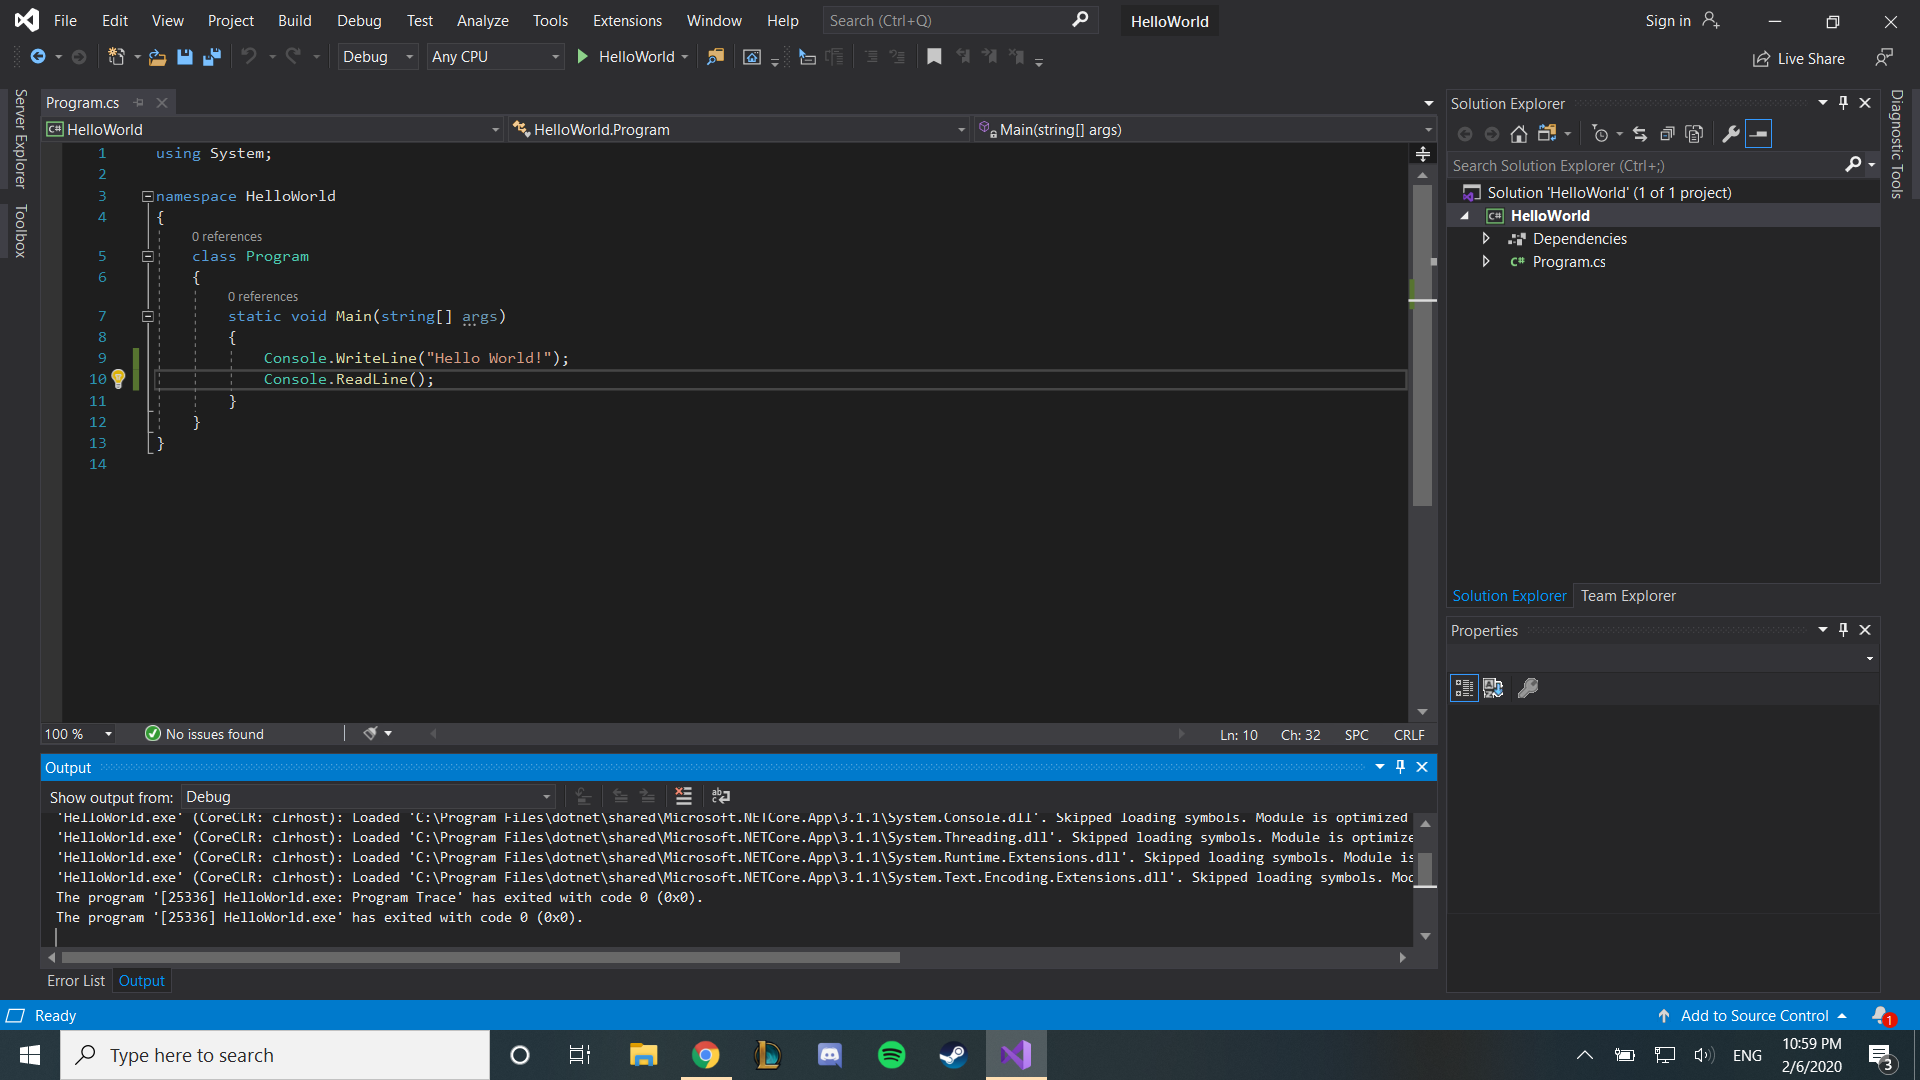 File Edit View Project Build Debug Test Analyze Tools Extensions Window Help Search (Ctrl+Q) HelloWorld Sign in
Debug Any CPU HelloWorld Live Share
Server Explorer
Toolbox
Program.cs
HelloWorld HelloWorld.Program Main(string[] args)
1 using System;
2
3 namespace HelloWorld
4 {
0 references
5 class Program
6 {
0 references
7 static void Main(string[] args)
8 {
9 Console.WriteLine("Hello World!");
10 Console.ReadLine();
11 }
12 }
13 }
14
100 % No issues found Ln: 10 Ch: 32 SPC CRLF
Output
Show output from: Debug
'HelloWorld.exe' (CoreCLR: clrhost): Loaded 'C:\Program Files\dotnet\shared\Microsoft.NETCore.App\3.1.1\System.Console.dll'. Skipped loading symbols. Module is optimized
'HelloWorld.exe' (CoreCLR: clrhost): Loaded 'C:\Program Files\dotnet\shared\Microsoft.NETCore.App\3.1.1\System.Threading.dll'. Skipped loading symbols. Module is optimize
'HelloWorld.exe' (CoreCLR: clrhost): Loaded 'C:\Program Files\dotnet\shared\Microsoft.NETCore.App\3.1.1\System.Runtime.Extensions.dll'. Skipped loading symbols. Module is
'HelloWorld.exe' (CoreCLR: clrhost): Loaded 'C:\Program Files\dotnet\shared\Microsoft.NETCore.App\3.1.1\System.Text.Encoding.Extensions.dll'. Skipped loading symbols. Mod
The program '[25336] HelloWorld.exe: Program Trace' has exited with code 0 (0x0).
The program '[25336] HelloWorld.exe' has exited with code 0 (0x0).
Error List Output
Solution Explorer
Search Solution Explorer (Ctrl+;)
Solution 'HelloWorld' (1 of 1 project)
C# HelloWorld
Dependencies
C# Program.cs
Solution Explorer Team Explorer
Properties
Diagnostic Tools
Ready Add to Source Control 1
Type here to search ENG 10:59 PM
2/6/2020 3